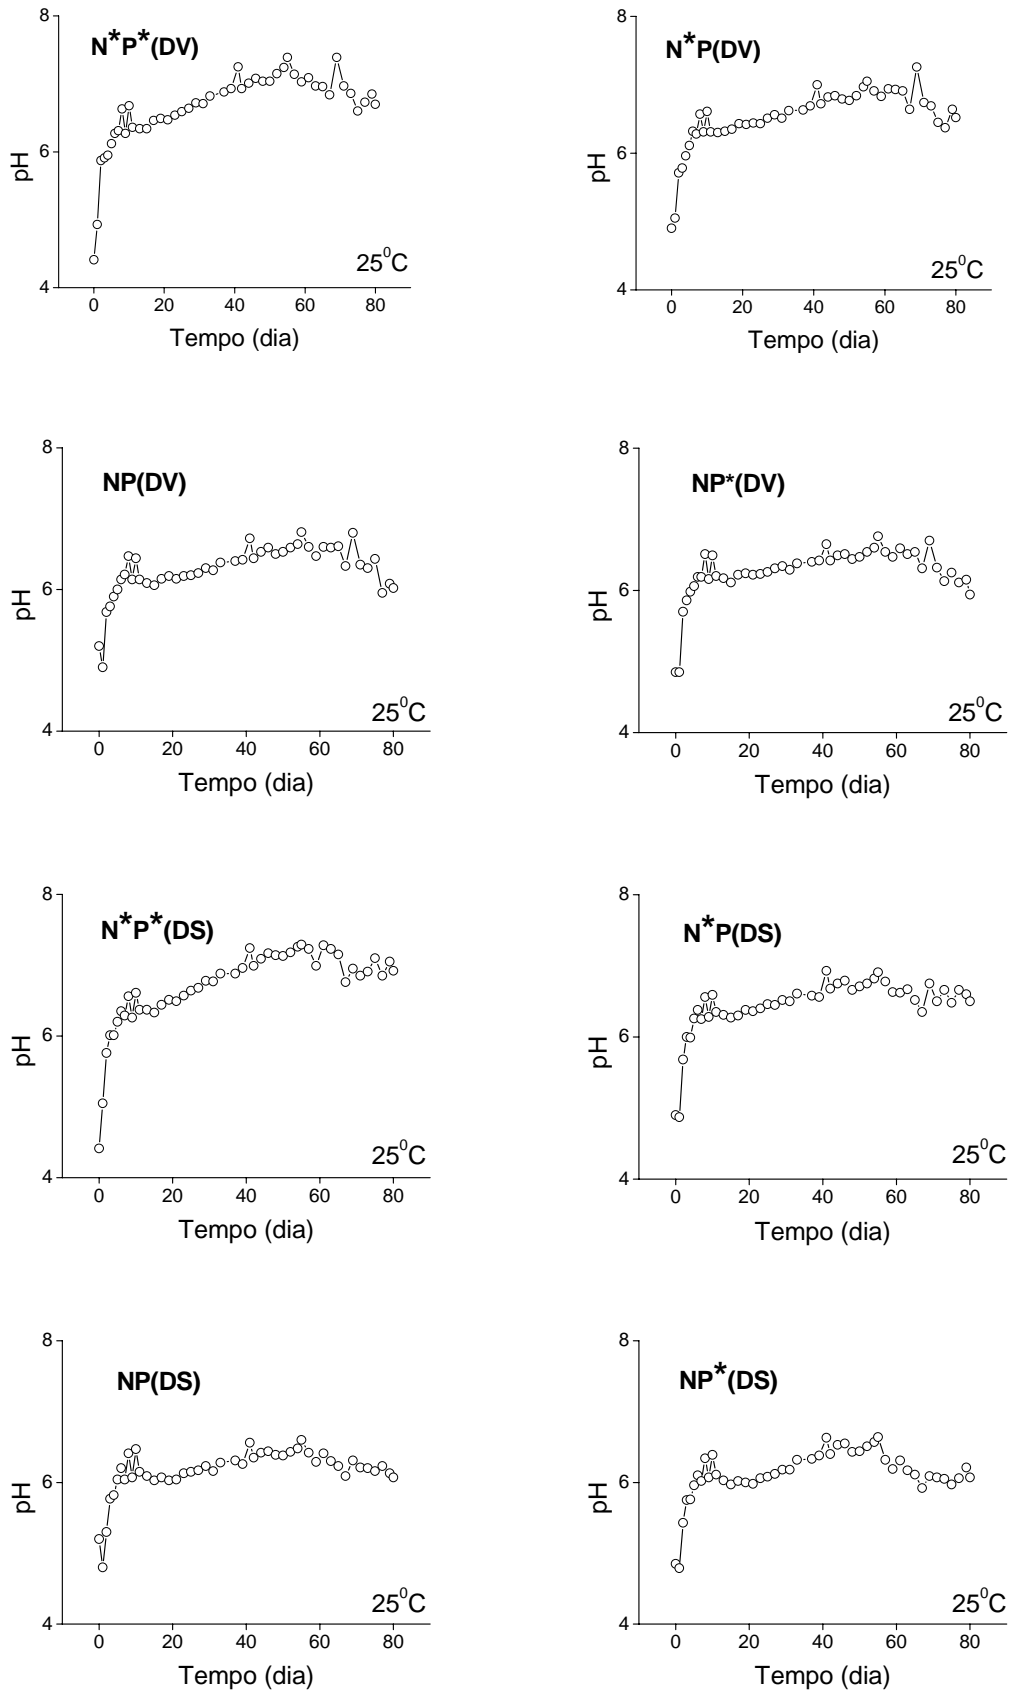 8
N*P*(DV)
6
pH
25⁰C
4
0 20 40 60 80
Tempo (dia)
8
N*P(DV)
6
pH
25⁰C
4
0 20 40 60 80
Tempo (dia)
8
NP(DV)
6
pH
25⁰C
4
0 20 40 60 80
Tempo (dia)
8
NP*(DV)
6
pH
25⁰C
4
0 20 40 60 80
Tempo (dia)
8
N*P*(DS)
6
pH
25⁰C
4
0 20 40 60 80
Tempo (dia)
8
N*P(DS)
6
pH
25⁰C
4
0 20 40 60 80
Tempo (dia)
8
NP(DS)
6
pH
25⁰C
4
0 20 40 60 80
Tempo (dia)
8
NP*(DS)
6
pH
25⁰C
4
0 20 40 60 80
Tempo (dia)